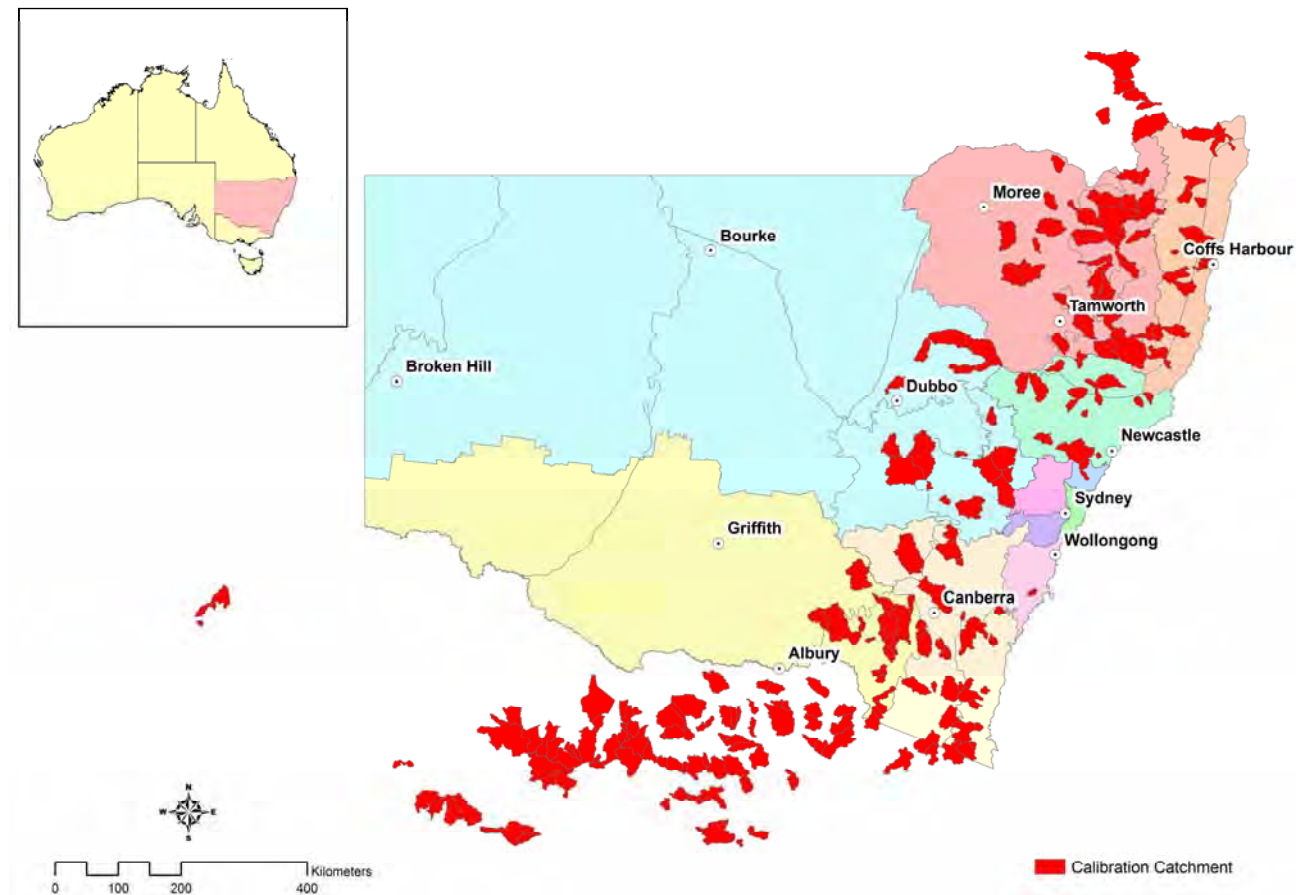 Moree
Bourke
Coffs Harbour
Tamworth
Broken Hill
Dubbo
Newcastle
Sydney
Griffith
Wollongong
Canberra
Albury
N
W E
S
Kilometers
0 100 200 400
Calibration Catchment